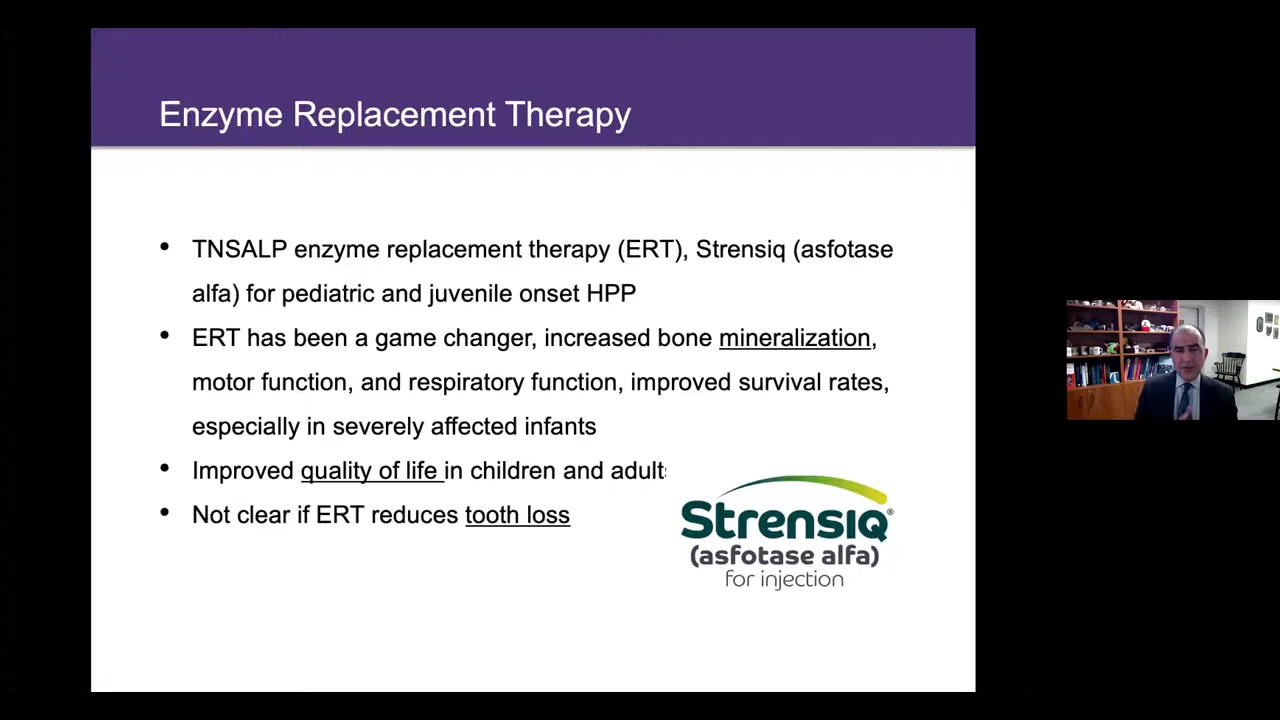 Enzyme Replacement Therapy
• TNSALP enzyme replacement therapy (ERT), Strensiq (asfotase
alfa) for pediatric and juvenile onset HPP
• ERT has been a game changer, increased bone mineralization,
motor function, and respiratory function, improved survival rates,
especially in severely affected infants
• Improved quality of life in children and adults
• Not clear if ERT reduces tooth loss
Strensiq®
(asfotase alfa)
for injection